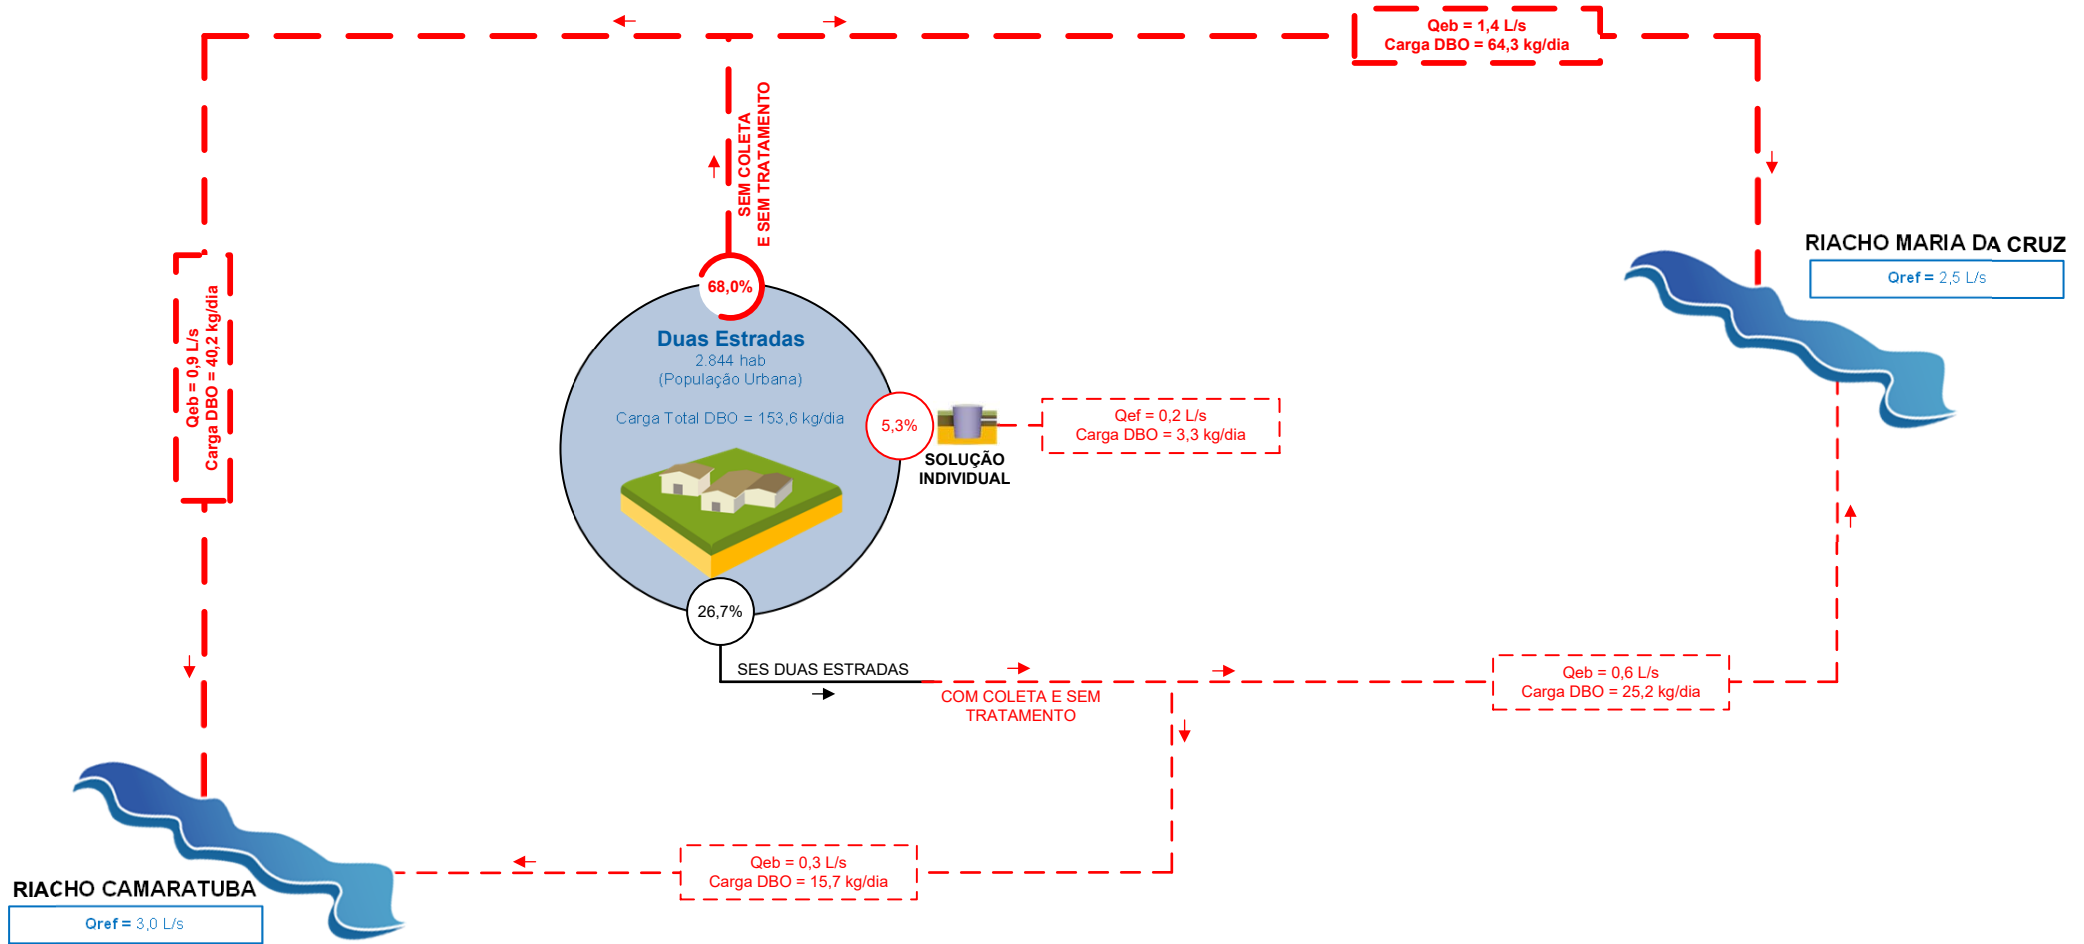 Qeb = 1,4 L/s
Carga DBO = 64,3 kg/dia
SEM COLETA
E SEM TRATAMENTO
RIACHO MARIA DA CRUZ
Qref = 2,5 L/s
Qeb = 0,9 L/s
Carga DBO = 40,2 kg/dia
68,0%
Duas Estradas
2.844 hab
(População Urbana)
Carga Total DBO = 153,6 kg/dia
5,3%
SOLUÇÃO
INDIVIDUAL
Qef = 0,2 L/s
Carga DBO = 3,3 kg/dia
26,7%
SES DUAS ESTRADAS
COM COLETA E SEM
TRATAMENTO
Qeb = 0,6 L/s
Carga DBO = 25,2 kg/dia
Qeb = 0,3 L/s
Carga DBO = 15,7 kg/dia
RIACHO CAMARATUBA
Qref = 3,0 L/s